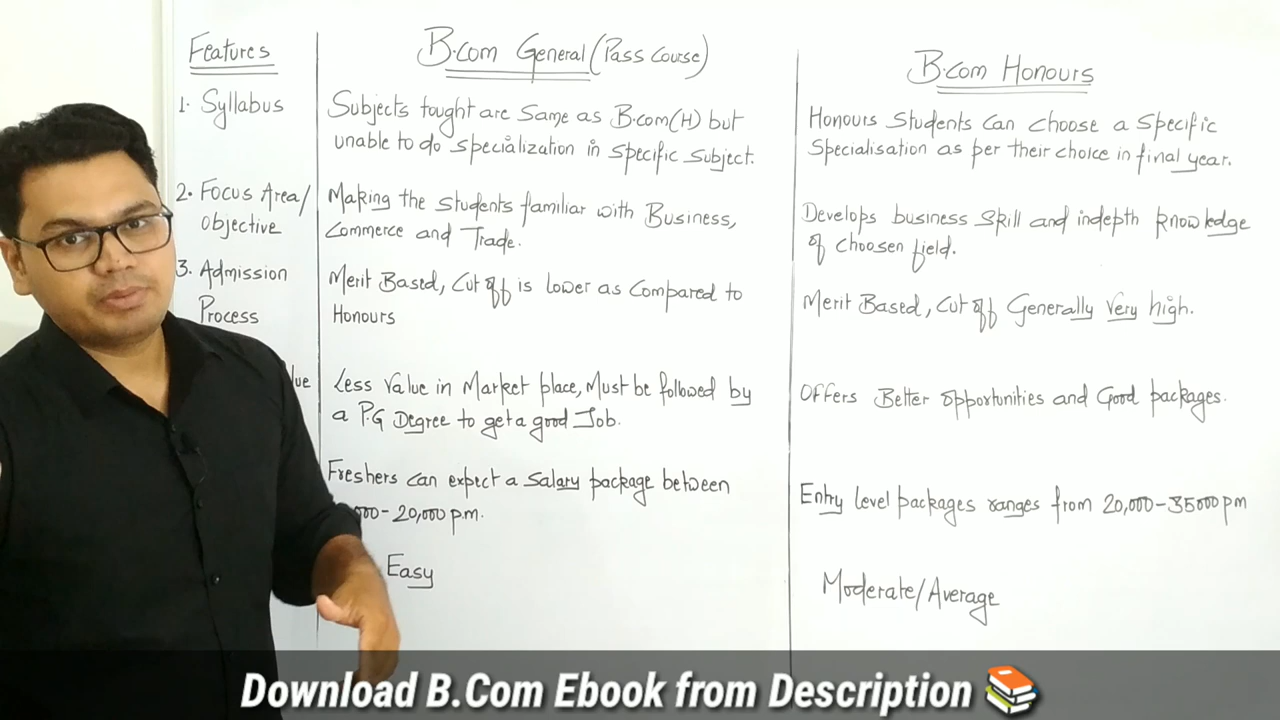 Features
B.com General (Pass Course)
B.com Honours
1. Syllabus
Subjects tought are Same as B.com(H) but
unable to do specialization in specific subject.
Honours Students Can choose a Specific
Specialisation as per their choice in final year.
2. Focus Area/
Objective
Making the students familiar with Business,
Commerce and Trade.
Develops business skill and indepth knowledge
of choosen field.
3. Admission
Process
Merit Based, Cut off is lower as Compared to
Honours
Merit Based, Cut off Generally Very high.
Less Value in Market place, Must be followed by
a P.G Degree to get a good Job.
Offers Better opportunities and Good packages.
Freshers can expect a Salary package between
000-20,000 p.m.
Entry level packages ranges from 20,000-35000 pm
Easy
Moderate/Average
Download B.Com Ebook from Description